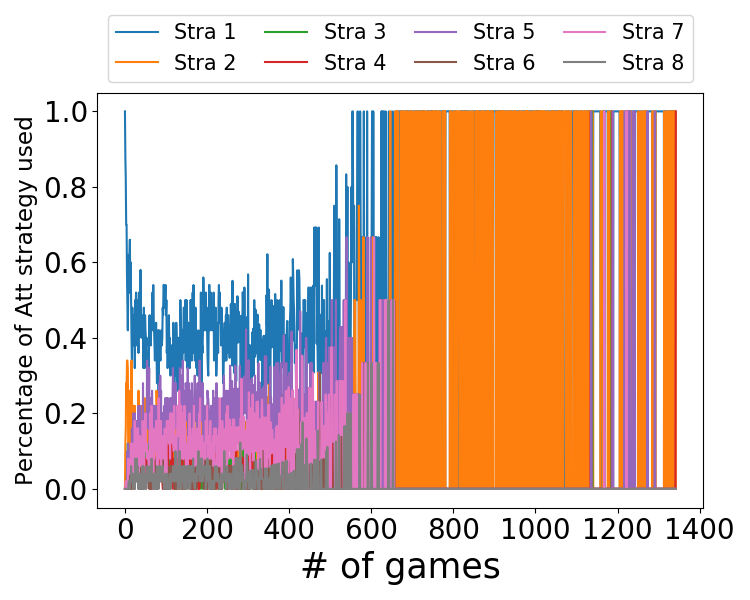 Stra 1 Stra 3 Stra 5 Stra 7
Stra 2 Stra 4 Stra 6 Stra 8
Percentage of Att strategy used
1.0
0.8
0.6
0.4
0.2
0.0
0 200 400 600 800 1000 1200 1400
# of games